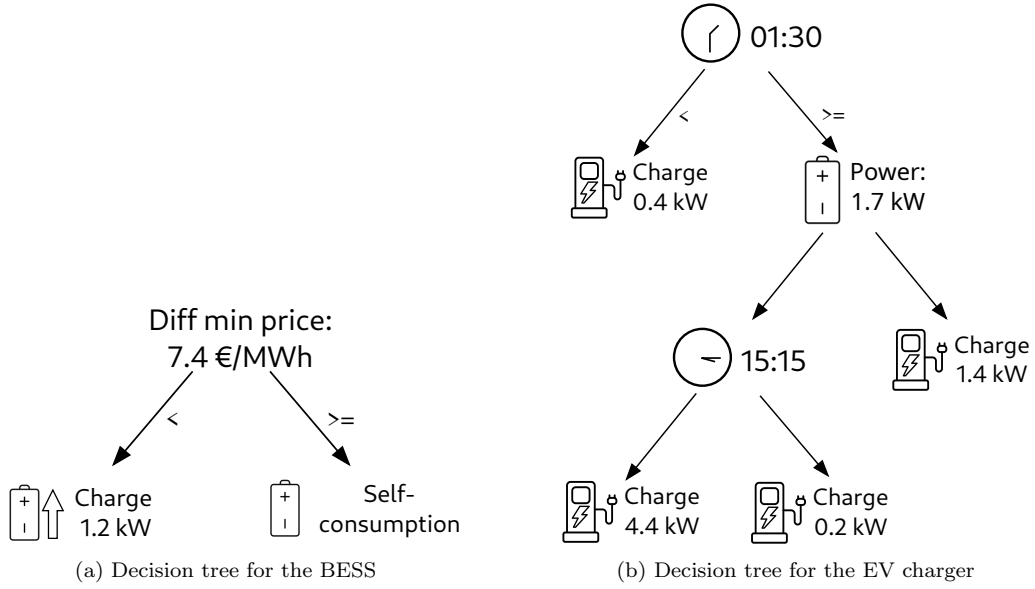 Diff min price:
7.4 €/MWh
<
>=
Charge
1.2 kW
Self-
consumption
(a) Decision tree for the BESS
01:30
<
>=
Charge
0.4 kW
Power:
1.7 kW
15:15
Charge
1.4 kW
Charge
4.4 kW
Charge
0.2 kW
(b) Decision tree for the EV charger